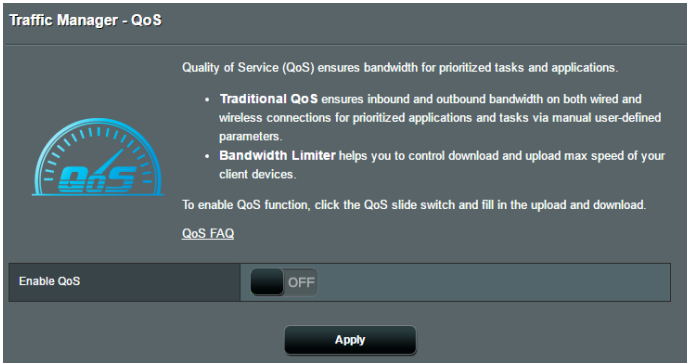 Traffic Manager - QoS
Quality of Service (QoS) ensures bandwidth for prioritized tasks and applications.
• Traditional QoS ensures inbound and outbound bandwidth on both wired and
wireless connections for prioritized applications and tasks via manual user-defined
parameters.
• Bandwidth Limiter helps you to control download and upload max speed of your
client devices.
QoS
To enable QoS function, click the QoS slide switch and fill in the upload and download.
QoS FAQ
Enable QoS
OFF
Apply